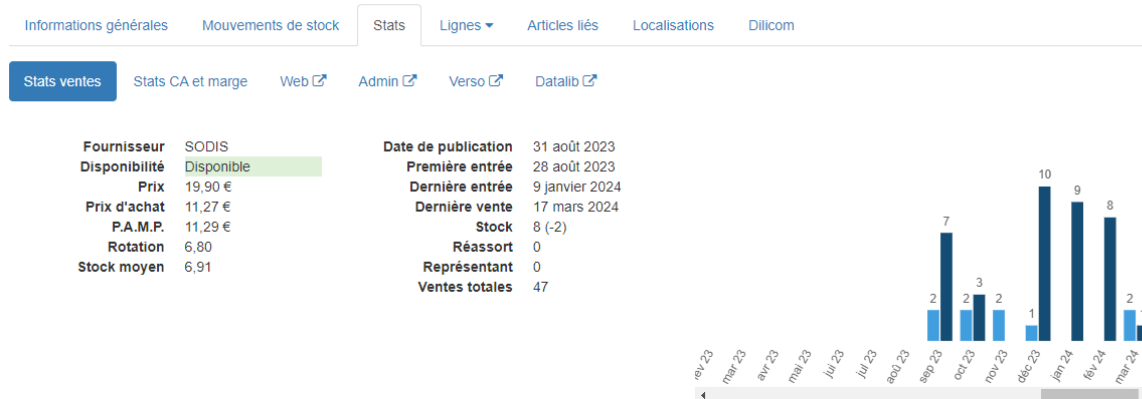 Informations générales Mouvements de stock Stats Lignes Articles liés Localisations Dilicom
Stats ventes Stats CA et marge Web Admin Verso Datalib
Fournisseur SODIS
Disponibilité Disponible
Prix 19,90 €
Prix d'achat 11,27 €
P.A.M.P. 11,29 €
Rotation 6,80
Stock moyen 6,91
Date de publication 31 août 2023
Première entrée 28 août 2023
Dernière entrée 9 janvier 2024
Dernière vente 17 mars 2024
Stock 8 (-2)
Réassort 0
Représentant 0
Ventes totales 47
2 7 2 3 2 1 10 9 8 2
mar 23 avr 23 mai 23 jui 23 jui 23 aoû 23 sep 23 oct 23 nov 23 déc 23 jan 24 fév 24 mar 24